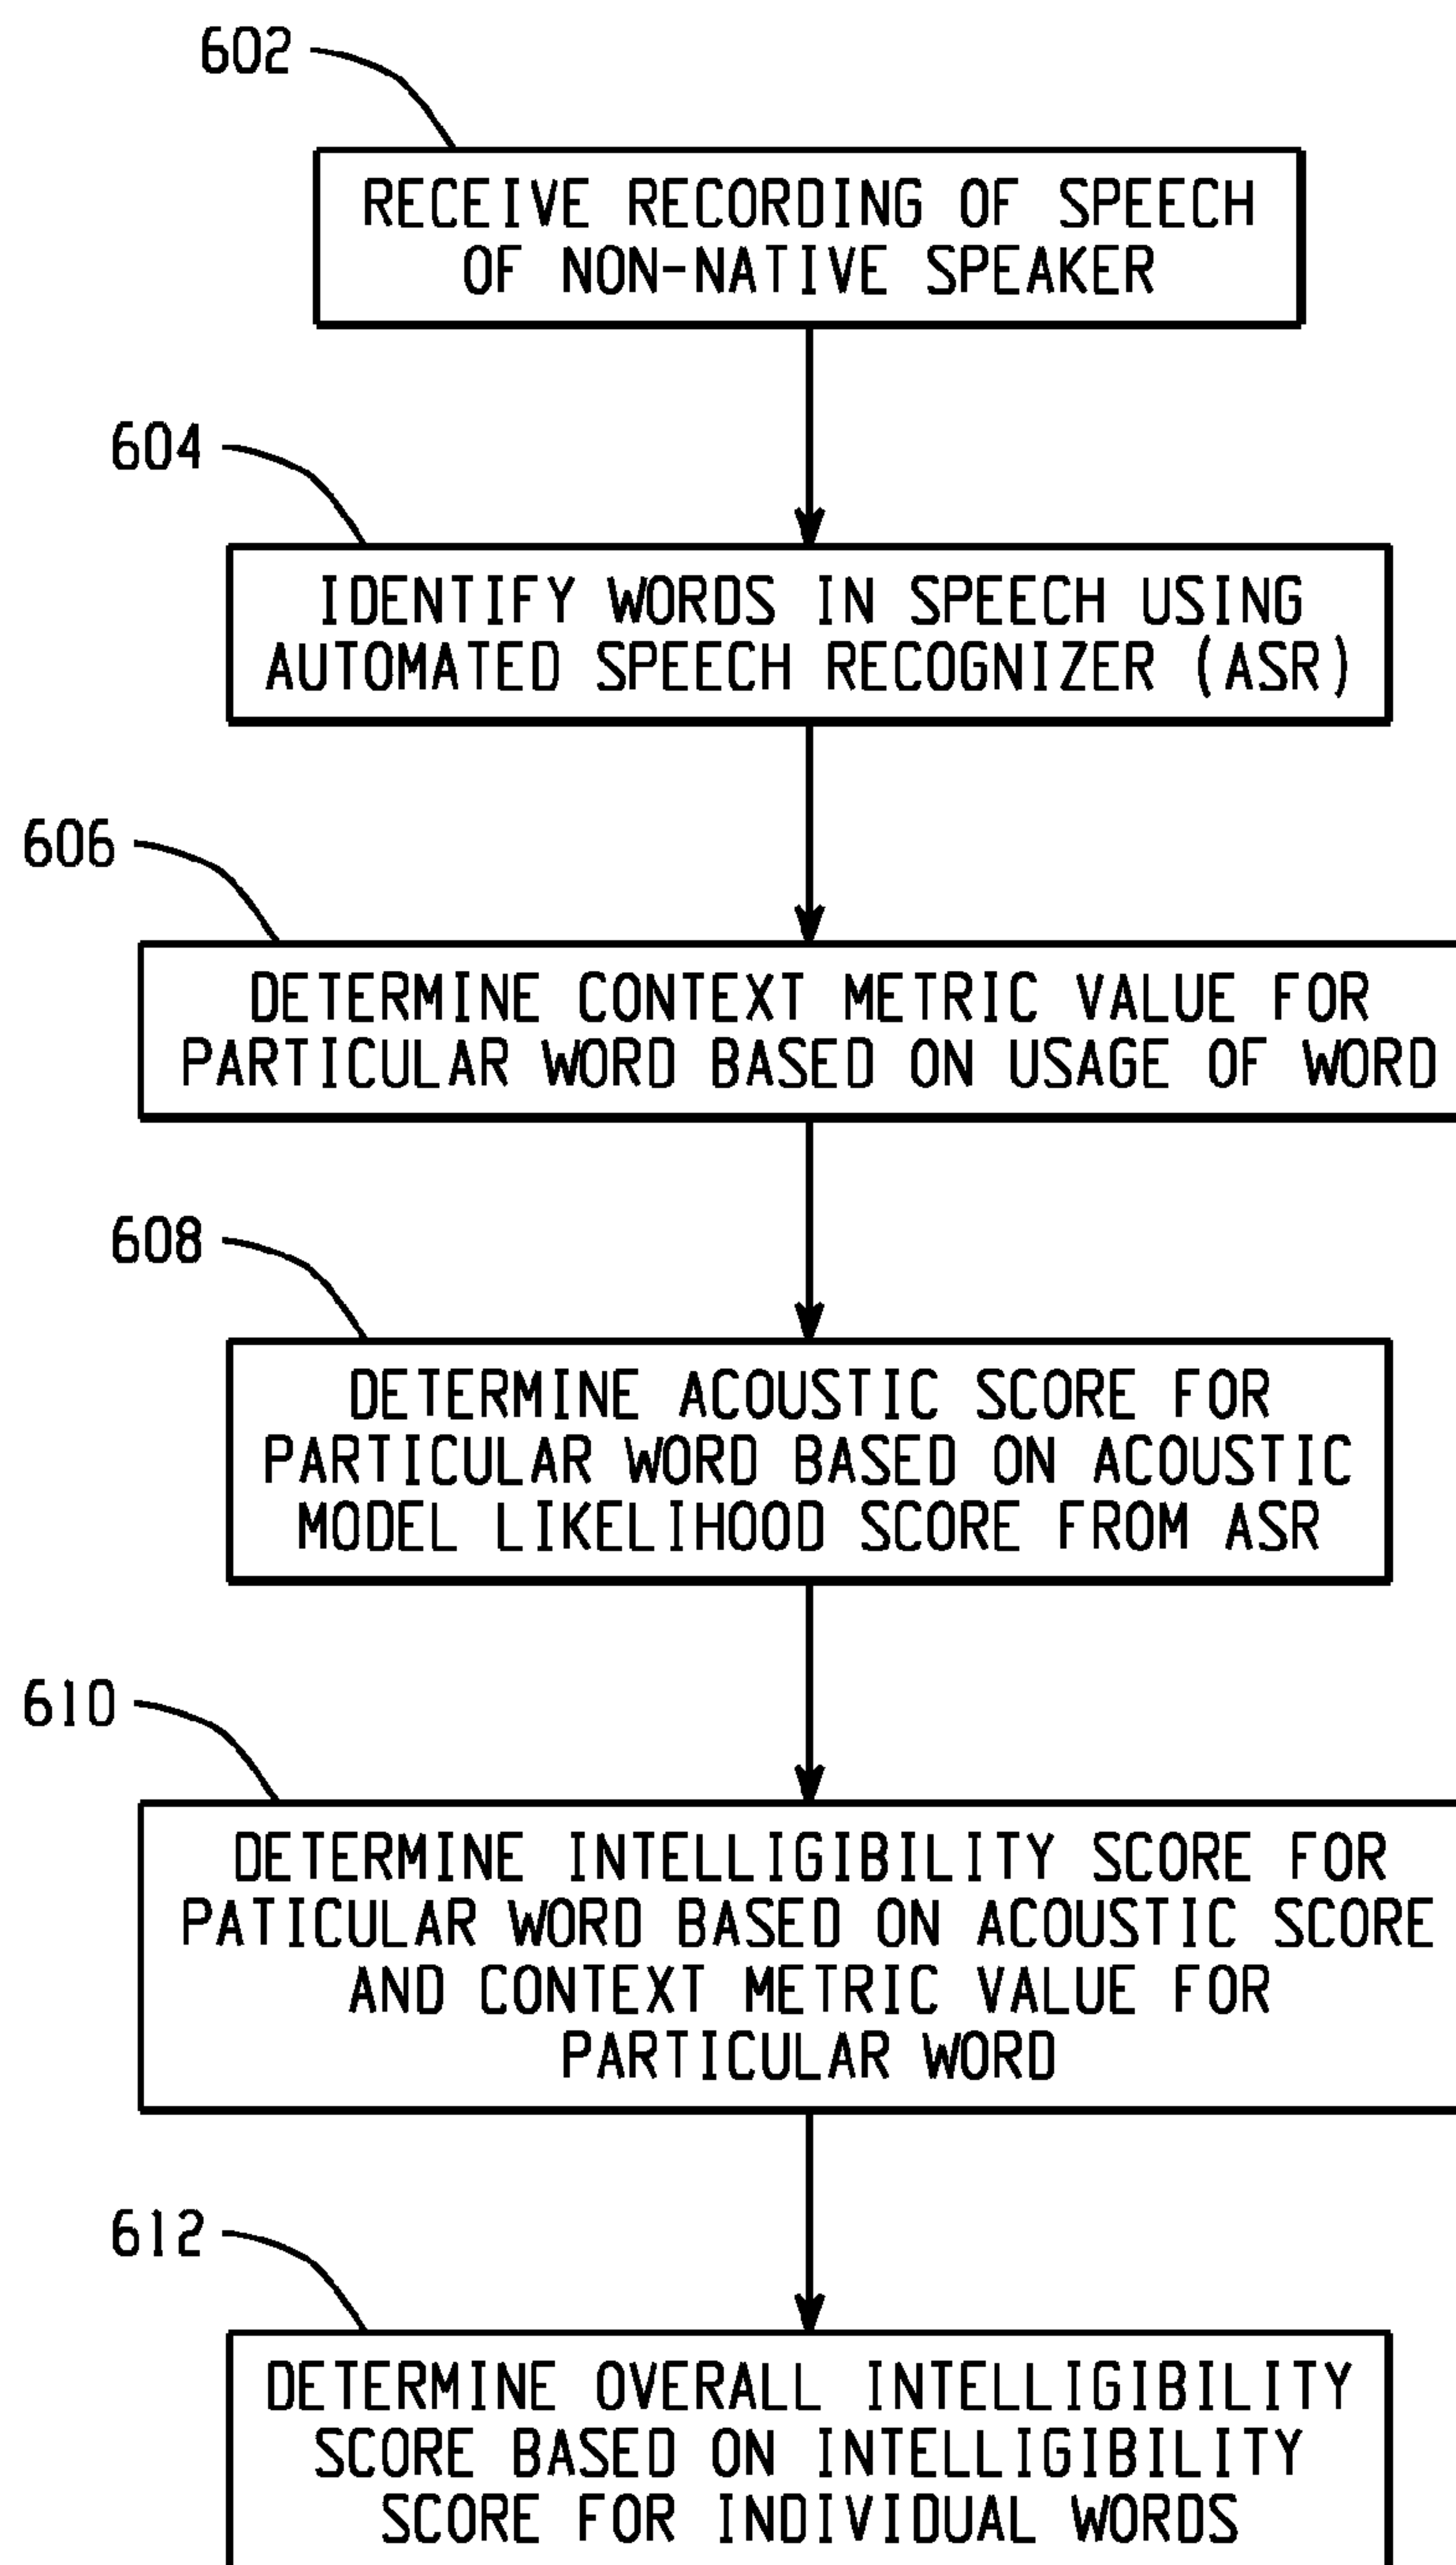 602
RECEIVE RECORDING OF SPEECH
OF NON-NATIVE SPEAKER
604
IDENTIFY WORDS IN SPEECH USING
AUTOMATED SPEECH RECOGNIZER (ASR)
606
DETERMINE CONTEXT METRIC VALUE FOR
PARTICULAR WORD BASED ON USAGE OF WORD
608
DETERMINE ACOUSTIC SCORE FOR
PARTICULAR WORD BASED ON ACOUSTIC
MODEL LIKELIHOOD SCORE FROM ASR
610
DETERMINE INTELLIGIBILITY SCORE FOR
PATICULAR WORD BASED ON ACOUSTIC SCORE
AND CONTEXT METRIC VALUE FOR
PARTICULAR WORD
612
DETERMINE OVERALL INTELLIGIBILITY
SCORE BASED ON INTELLIGIBILITY
SCORE FOR INDIVIDUAL WORDS